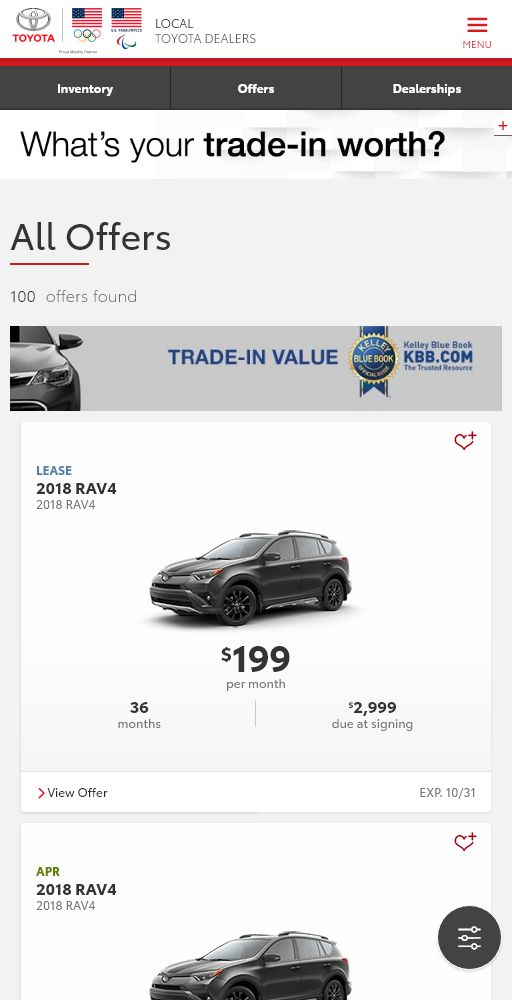 TOYOTA
U.S. PARALYMPICS
Proud Mobility Partner
LOCAL
TOYOTA DEALERS
MENU
Inventory
Offers
Dealerships
What's your trade-in worth?
+
All Offers
100 offers found
TRADE-IN VALUE
KELLEY
BLUE BOOK
OFFICIAL GUIDE
Kelley Blue Book
KBB.COM
The Trusted Resource
LEASE
2018 RAV4
2018 RAV4
$199
per month
36
months
$2,999
due at signing
View Offer
EXP. 10/31
APR
2018 RAV4
2018 RAV4